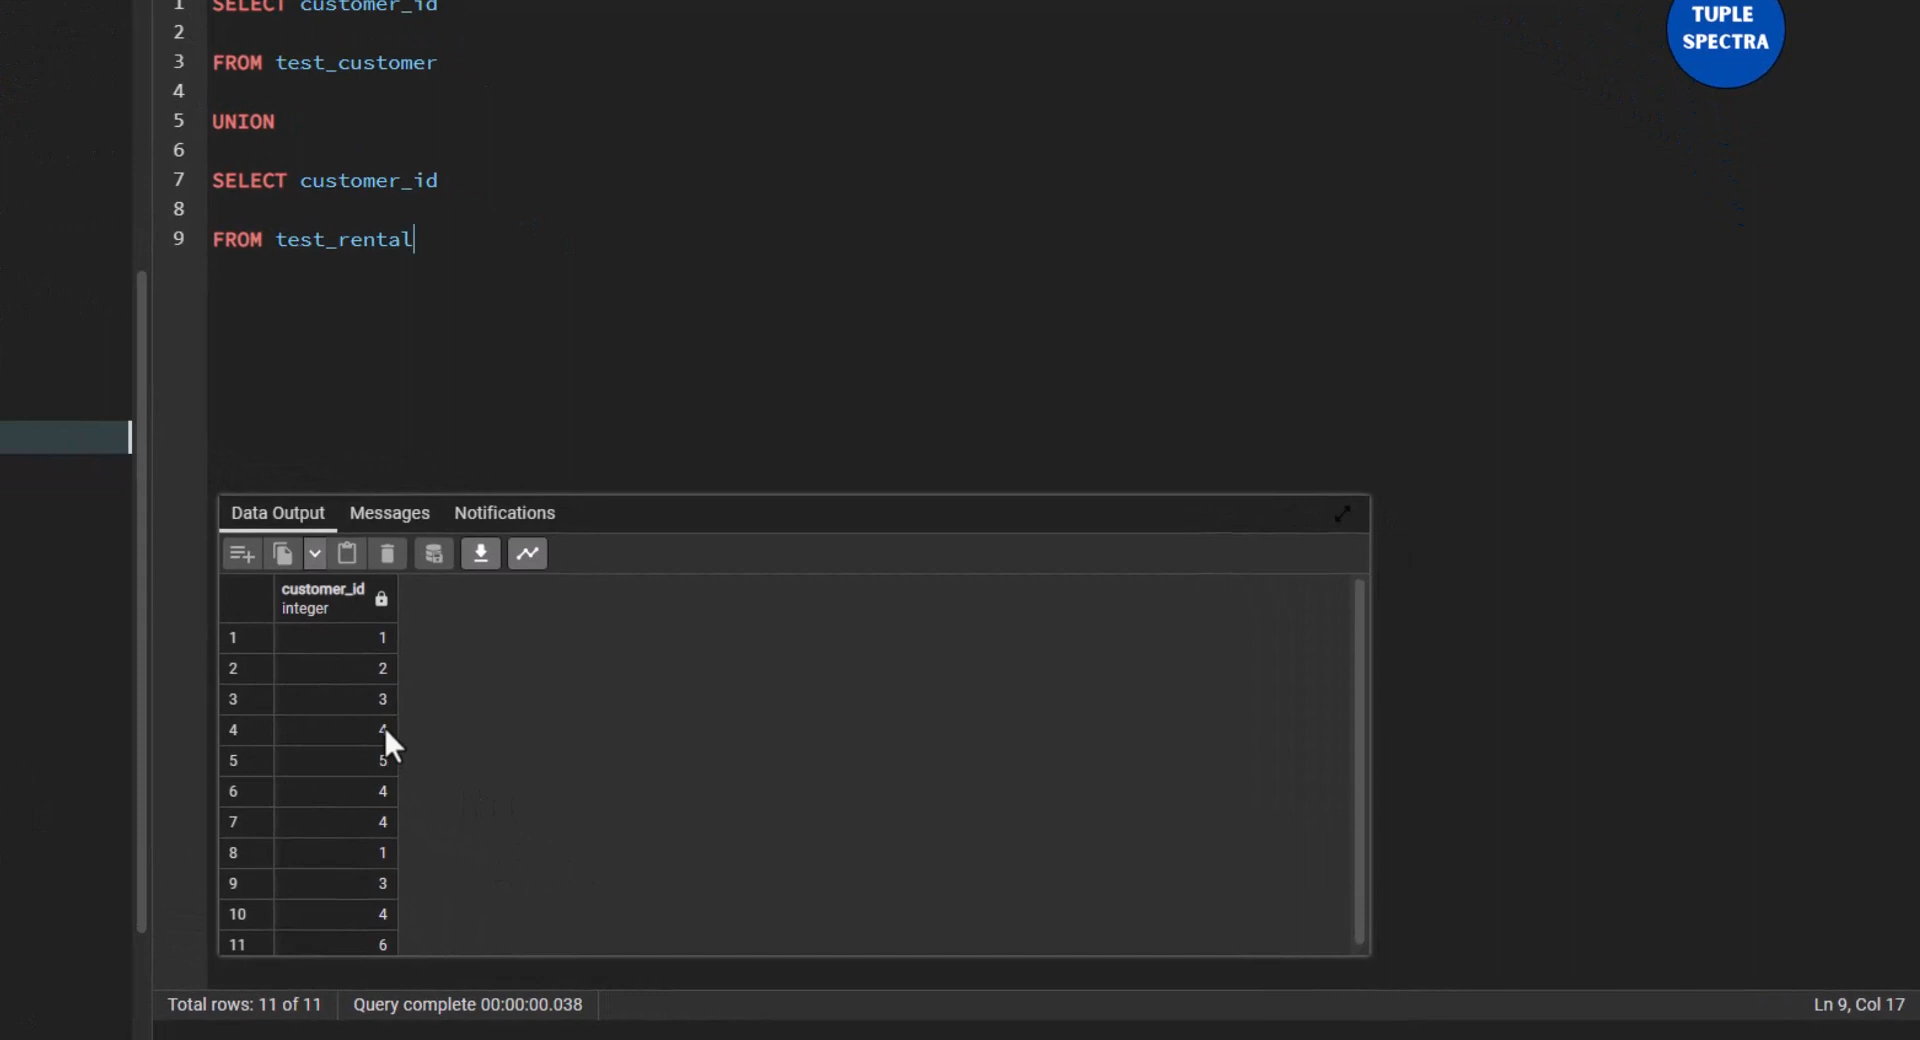 TUPLE
SPECTRA
1 SELECT customer_id
2
3 FROM test_customer
4
5 UNION
6
7 SELECT customer_id
8
9 FROM test_rental
Data Output Messages Notifications
customer_id
integer
1 1
2 2
3 3
4 4
5 5
6 4
7 4
8 1
9 3
10 4
11 6
Total rows: 11 of 11 Query complete 00:00:00.038 Ln 9, Col 17